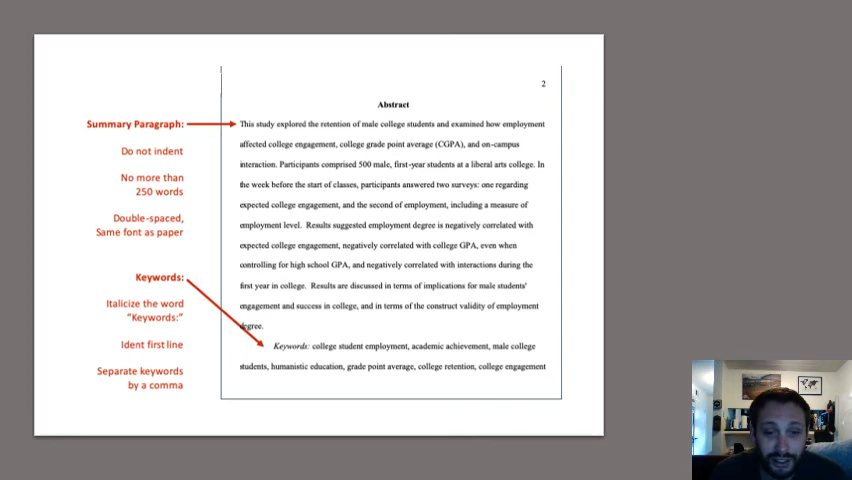 2
Abstract
Summary Paragraph:
Do not indent
No more than
250 words
Double-spaced,
Same font as paper
Keywords:
Italicize the word
“Keywords:”
Ident first line
Separate keywords
by a comma
This study explored the retention of male college students and examined how employment
affected college engagement, college grade point average (CGPA), and on-campus
interaction. Participants comprised 500 male, first-year students at a liberal arts college. In
the week before the start of classes, participants answered two surveys: one regarding
expected college engagement, and the second of employment, including a measure of
employment level. Results suggested employment degree is negatively correlated with
expected college engagement, negatively correlated with college GPA, even when
controlling for high school GPA, and negatively correlated with interactions during the
first year in college. Results are discussed in terms of implications for male students'
engagement and success in college, and in terms of the construct validity of employment
degree.
Keywords: college student employment, academic achievement, male college
students, humanistic education, grade point average, college retention, college engagement